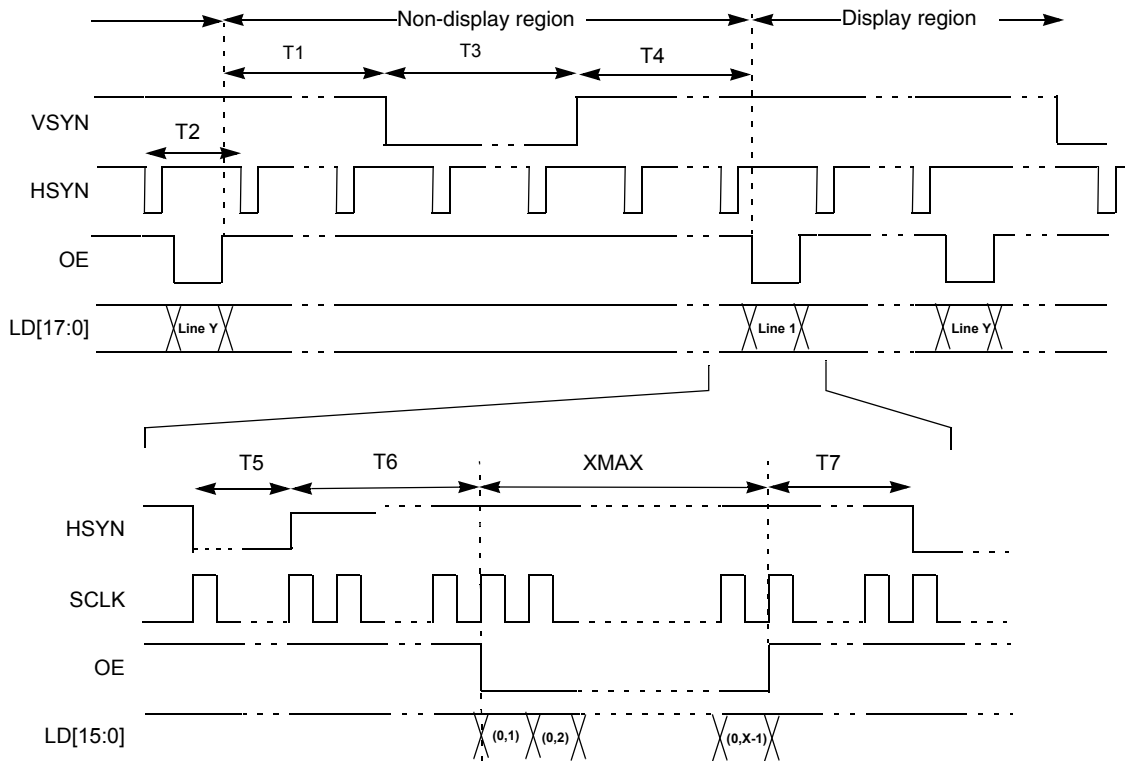 Non-display region
Display region
T1
T3
T4
VSYN
T2
HSYN
OE
LD[17:0]
Line Y
Line 1
Line Y
T5
T6
XMAX
T7
HSYN
SCLK
OE
LD[15:0]
(0,1)
(0,2)
(0,X-1)